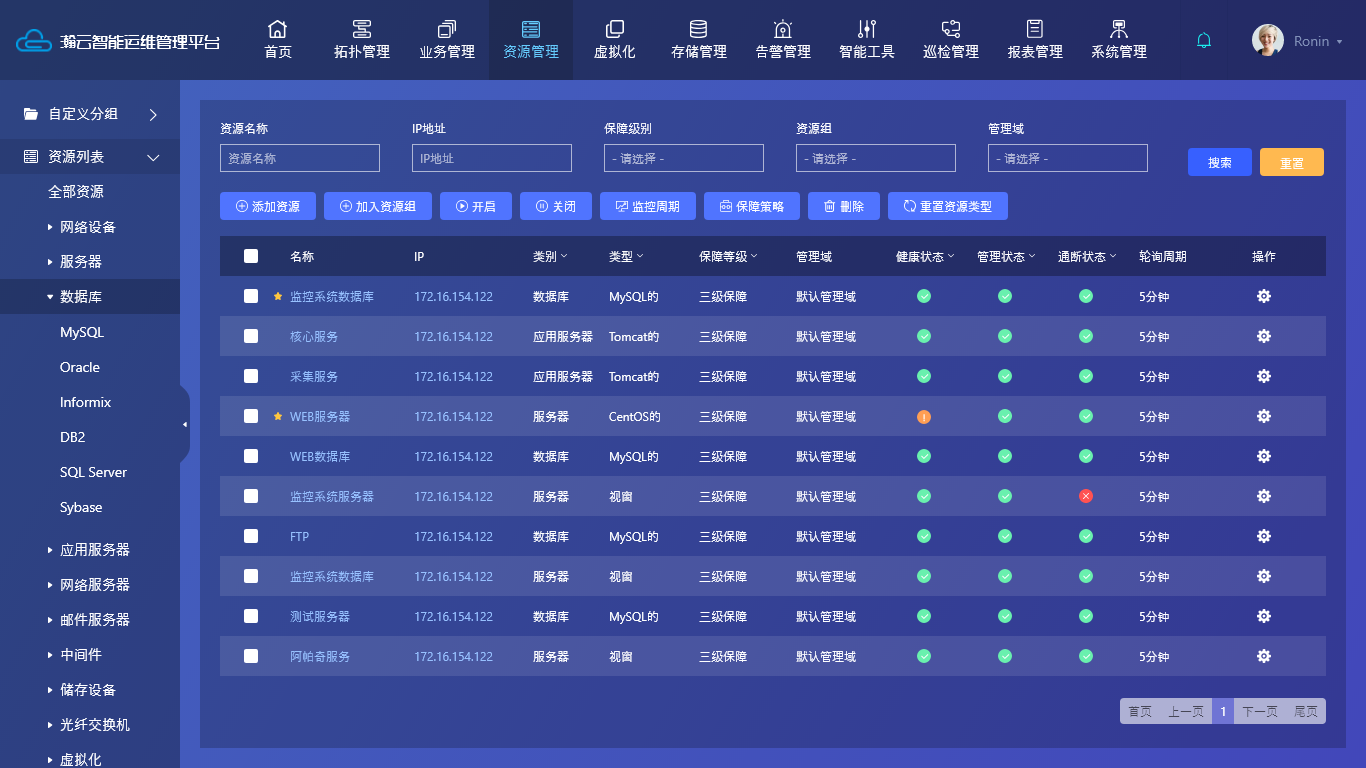 瀚云智能运维管理平台
首页 拓扑管理 业务管理 资源管理 虚拟化 存储管理 告警管理 智能工具 巡检管理 报表管理 系统管理 Ronin
自定义分组
资源列表
全部资源
网络设备
服务器
数据库
MySQL
Oracle
Informix
DB2
SQL Server
Sybase
应用服务器
网络服务器
邮件服务器
中间件
储存设备
光纤交换机
虚拟化
资源名称 IP地址 保障级别 资源组 管理域
资源名称 IP地址 - 请选择 - - 请选择 - - 请选择 - 搜索 重置
添加资源 加入资源组 开启 关闭 监控周期 保障策略 删除 重置资源类型
名称 IP 类别 类型 保障等级 管理域 健康状态 管理状态 通断状态 轮询周期 操作
监控系统数据库 172.16.154.122 数据库 MySQL的 三级保障 默认管理域 5分钟
核心服务 172.16.154.122 应用服务器 Tomcat的 三级保障 默认管理域 5分钟
采集服务 172.16.154.122 应用服务器 Tomcat的 三级保障 默认管理域 5分钟
WEB服务器 172.16.154.122 服务器 CentOS的 三级保障 默认管理域 5分钟
WEB数据库 172.16.154.122 数据库 MySQL的 三级保障 默认管理域 5分钟
监控系统服务器 172.16.154.122 服务器 视窗 三级保障 默认管理域 5分钟
FTP 172.16.154.122 数据库 MySQL的 三级保障 默认管理域 5分钟
监控系统数据库 172.16.154.122 服务器 视窗 三级保障 默认管理域 5分钟
测试服务器 172.16.154.122 数据库 MySQL的 三级保障 默认管理域 5分钟
阿帕奇服务 172.16.154.122 服务器 视窗 三级保障 默认管理域 5分钟
首页 上一页 1 下一页 尾页